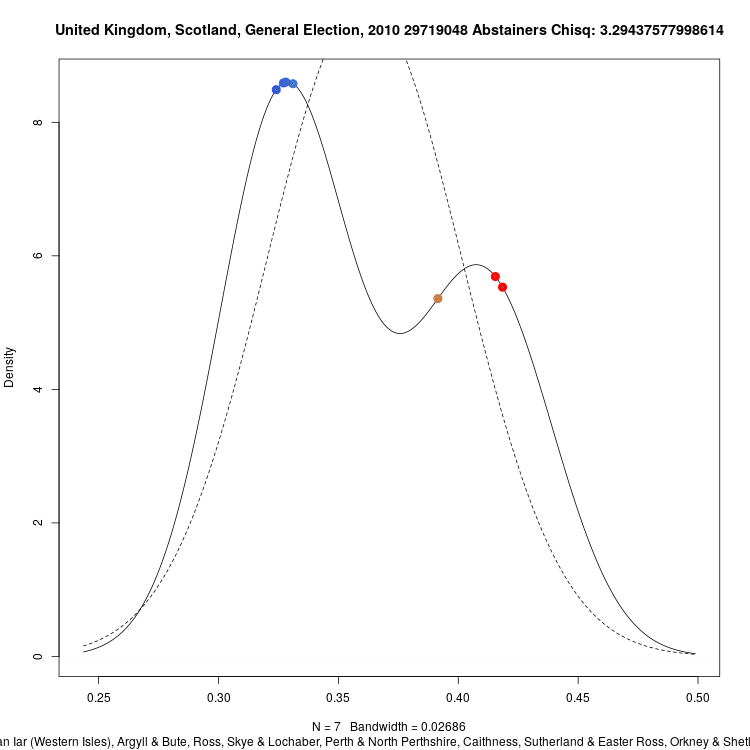 United Kingdom, Scotland, General Election, 2010 29719048 Abstainers Chisq: 3.29437577998614
8
6
4
2
0
Density
0.25 0.30 0.35 0.40 0.45 0.50
N = 7 Bandwidth = 0.02686
an Iar (Western Isles), Argyll & Bute, Ross, Skye & Lochaber, Perth & North Perthshire, Caithness, Sutherland & Easter Ross, Orkney & Shetl